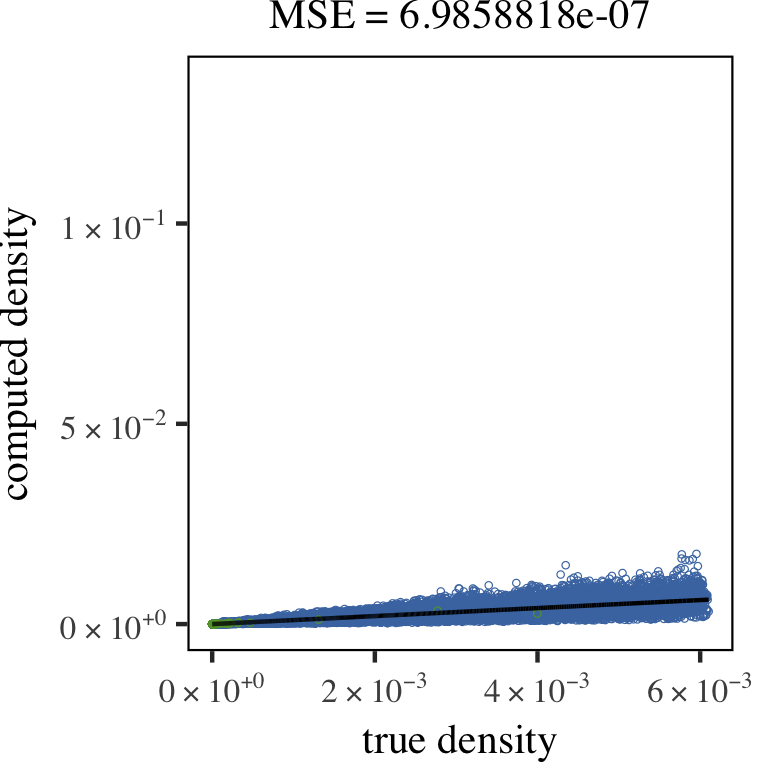 MSE = 6.9858818e-07
computed density
1 × 10⁻¹
5 × 10⁻²
0 × 10⁺⁰
0 × 10⁺⁰ 2 × 10⁻³ 4 × 10⁻³ 6 × 10⁻³
true density